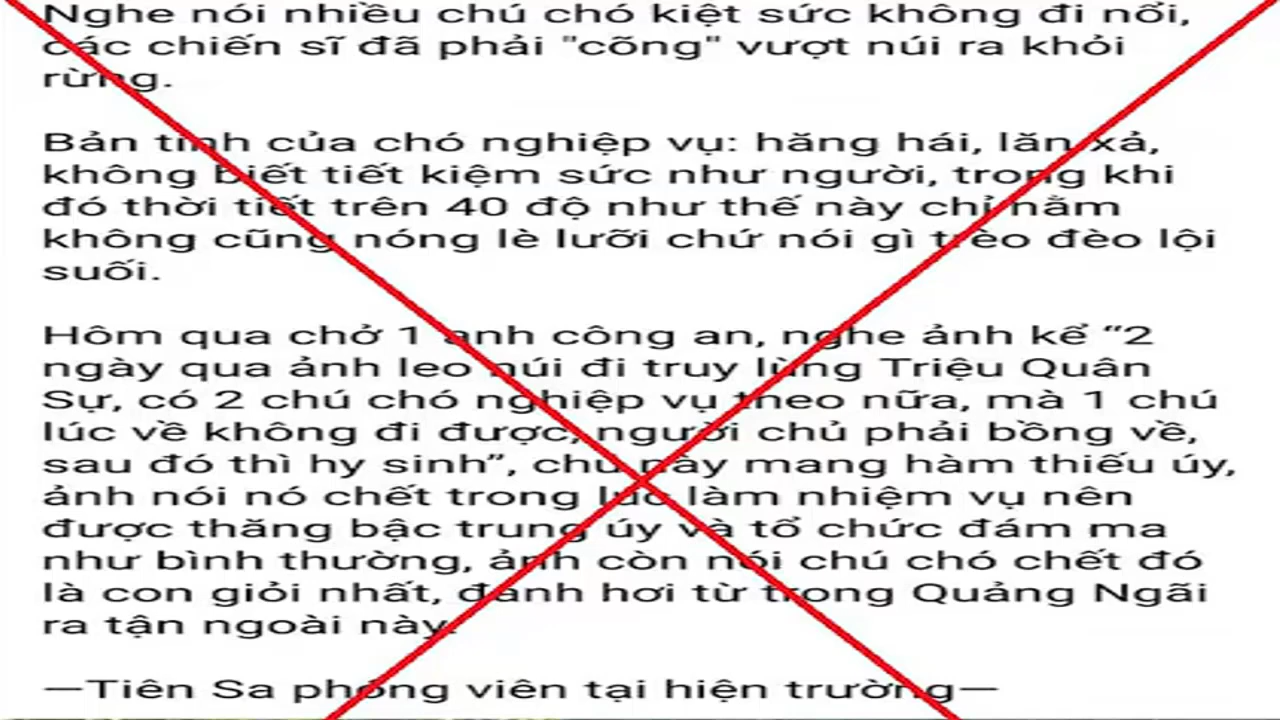 Nghe nói nhiều chú chó kiệt sức không đi nổi,
các chiến sĩ đã phải "cõng" vượt núi ra khỏi
rừng.
Bản tính của chó nghiệp vụ: hăng hái, lăn xả,
không biết tiết kiệm sức như người, trong khi
đó thời tiết trên 40 độ như thế này chỉ nằm
không cũng nóng lè lưỡi chứ nói gì trèo đèo lội
suối.
Hôm qua chở 1 anh công an, nghe ảnh kể “2
ngày qua ảnh leo núi đi truy lùng Triệu Quân
Sự, có 2 chú chó nghiệp vụ theo nữa, mà 1 chú
lúc về không đi được, người chủ phải bồng về,
sau đó thì hy sinh”, chú này mang hàm thiếu úy,
ảnh nói nó chết trong lúc làm nhiệm vụ nên
được thăng bậc trung úy và tổ chức đám ma
như bình thường, ảnh còn nói chú chó chết đó
là con giỏi nhất, đánh hơi từ trong Quảng Ngãi
ra tận ngoài này.
—Tiên Sa phóng viên tại hiện trường—